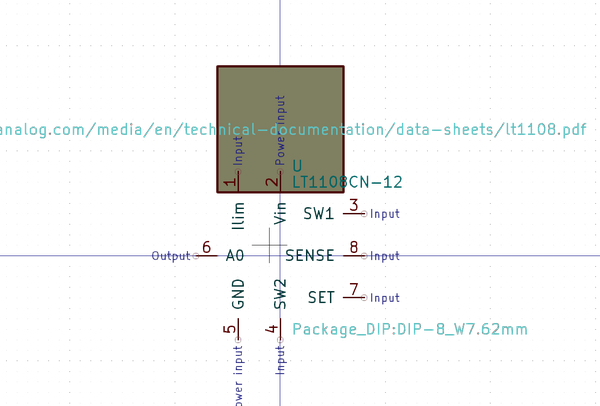 Input
Power input
analog.com/media/en/technical-documentation/data-sheets/lt1108.pdf
U
1
2
LT1108CN-12
Ilim
Vin
SW1
3
Input
Output
6
A0
SENSE
8
Input
GND
SW2
SET
7
Input
5
4
Package_DIP:DIP-8_W7.62mm
ower input
Input